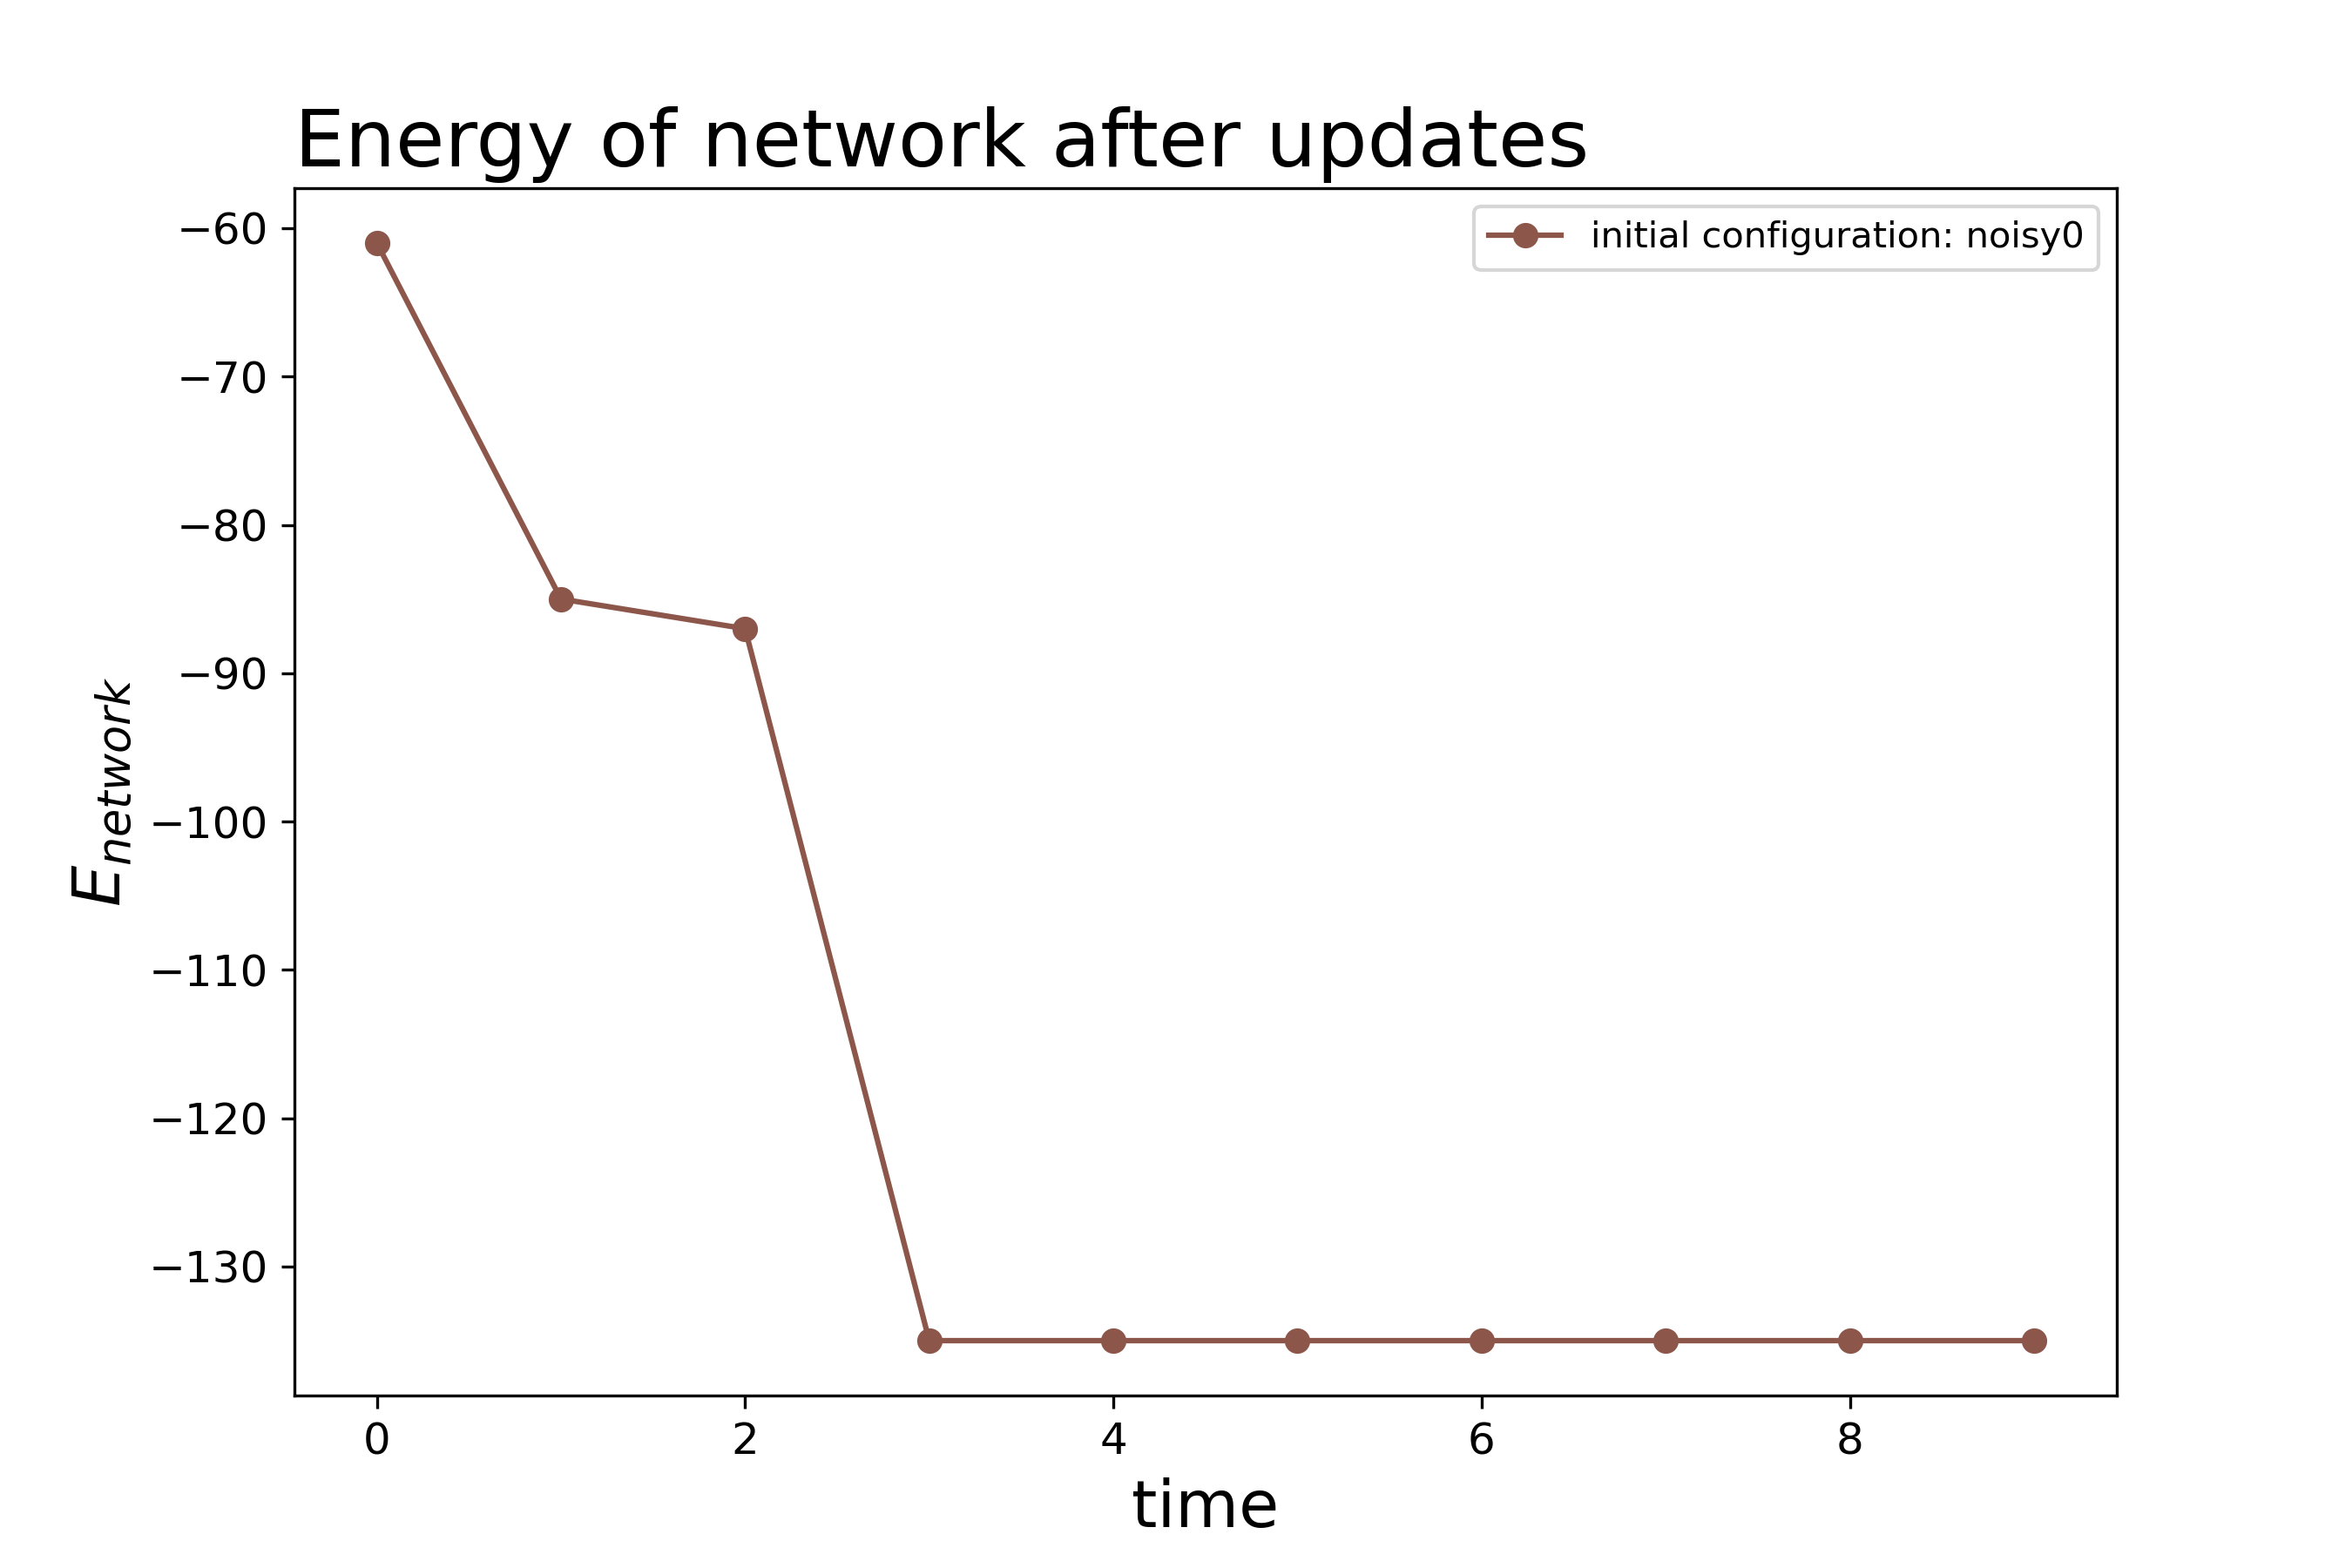 Energy of network after updates
initial configuration: noisy0
−60
−70
−80
−90
−100
−110
−120
−130
E_network
0 2 4 6 8
time